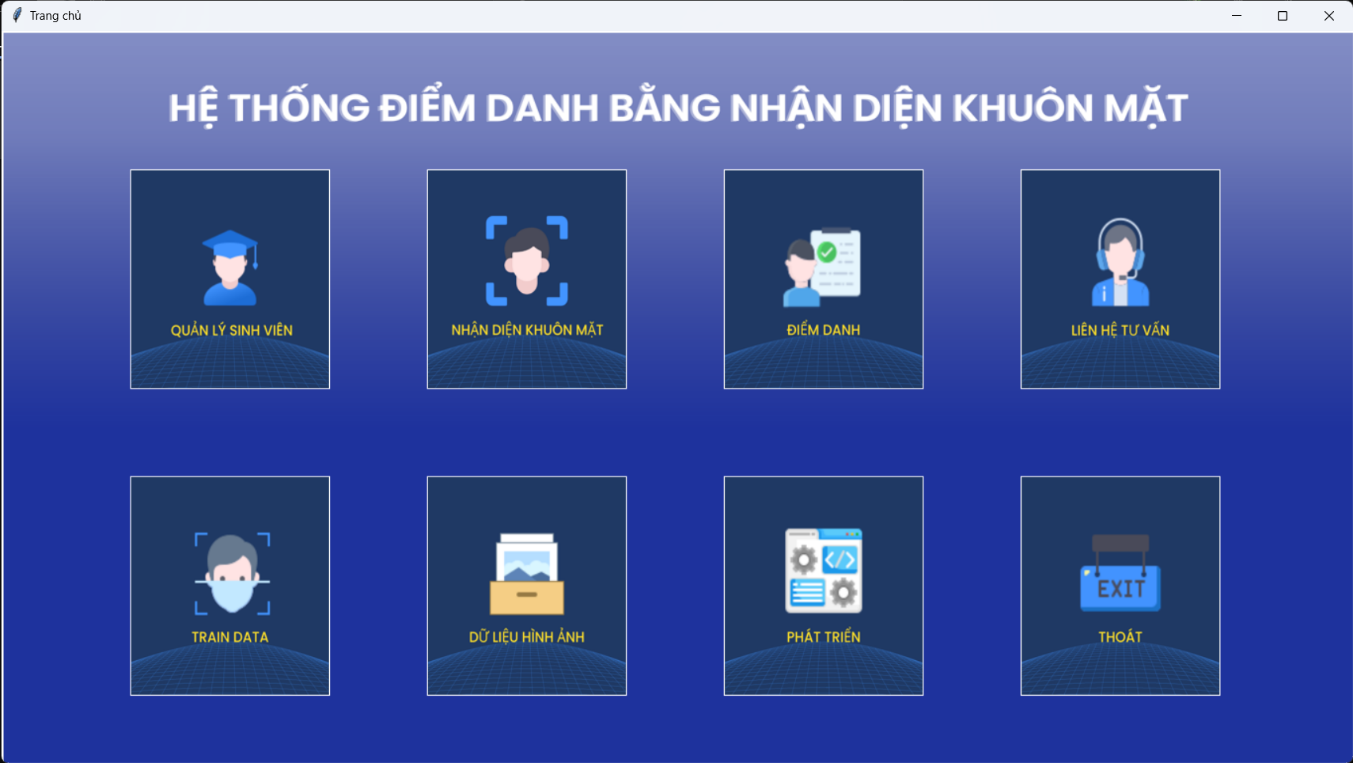 Trang chủ
HỆ THỐNG ĐIỂM DANH BẰNG NHẬN DIỆN KHUÔN MẶT
QUẢN LÝ SINH VIÊN
NHẬN DIỆN KHUÔN MẶT
ĐIỂM DANH
LIÊN HỆ TƯ VẤN
TRAIN DATA
DỮ LIỆU HÌNH ẢNH
PHÁT TRIỂN
EXIT
THOÁT